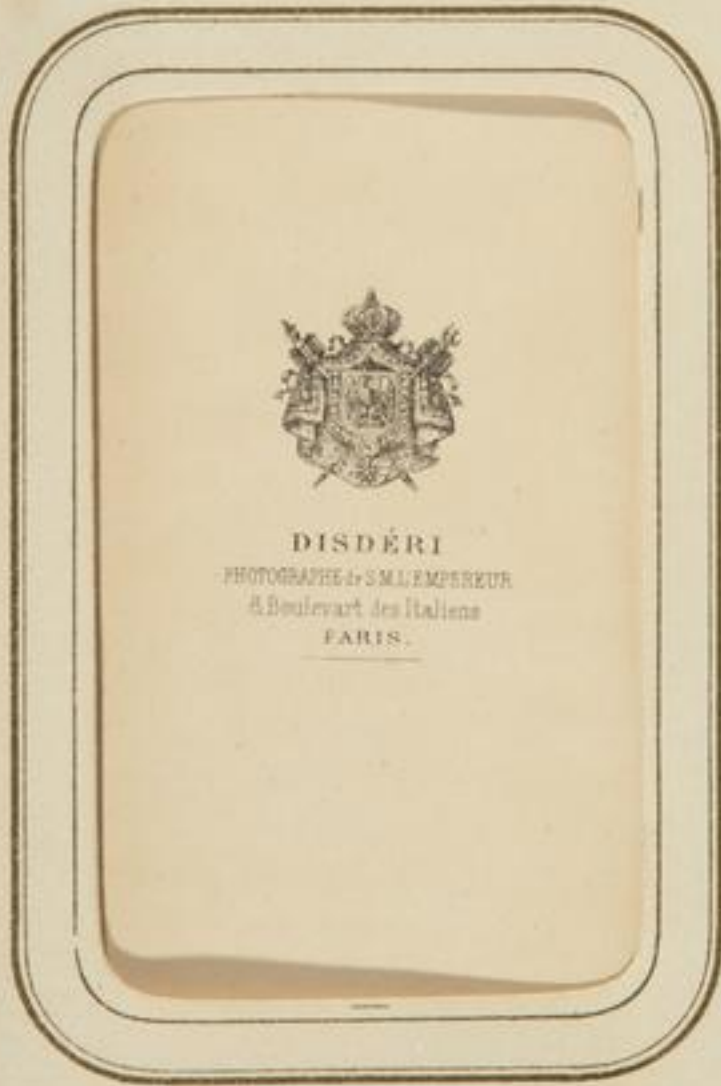 DISDÉRI
PHOTOGRAPHE de S.M. L'EMPEREUR
8. Boulevart des Italiens
PARIS.